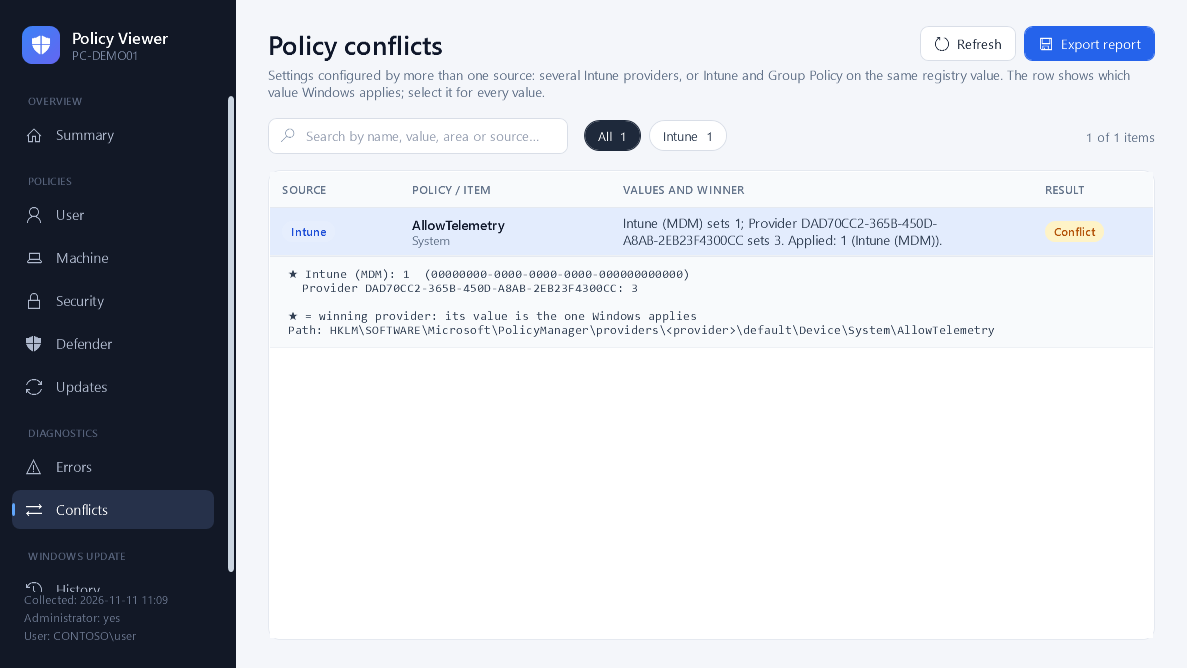 Policy Viewer
PC-DEMO01
OVERVIEW
Summary
POLICIES
User
Machine
Security
Defender
Updates
DIAGNOSTICS
Errors
Conflicts
WINDOWS UPDATE
History
Collected: 2026-11-11 11:09
Administrator: yes
User: CONTOSO\user
Policy conflicts
Refresh
Export report
Settings configured by more than one source: several Intune providers, or Intune and Group Policy on the same registry value. The row shows which
value Windows applies; select it for every value.
Search by name, value, area or source...
All 1
Intune 1
1 of 1 items
SOURCE POLICY / ITEM VALUES AND WINNER RESULT
Intune
AllowTelemetry
System
Intune (MDM) sets 1; Provider DAD70CC2-365B-450D-
A8AB-2EB23F4300CC sets 3. Applied: 1 (Intune (MDM)).
Conflict
★ Intune (MDM): 1 (00000000-0000-0000-0000-000000000000)
Provider DAD70CC2-365B-450D-A8AB-2EB23F4300CC: 3
★ = winning provider: its value is the one Windows applies
Path: HKLM\SOFTWARE\Microsoft\PolicyManager\providers\<provider>\default\Device\System\AllowTelemetry